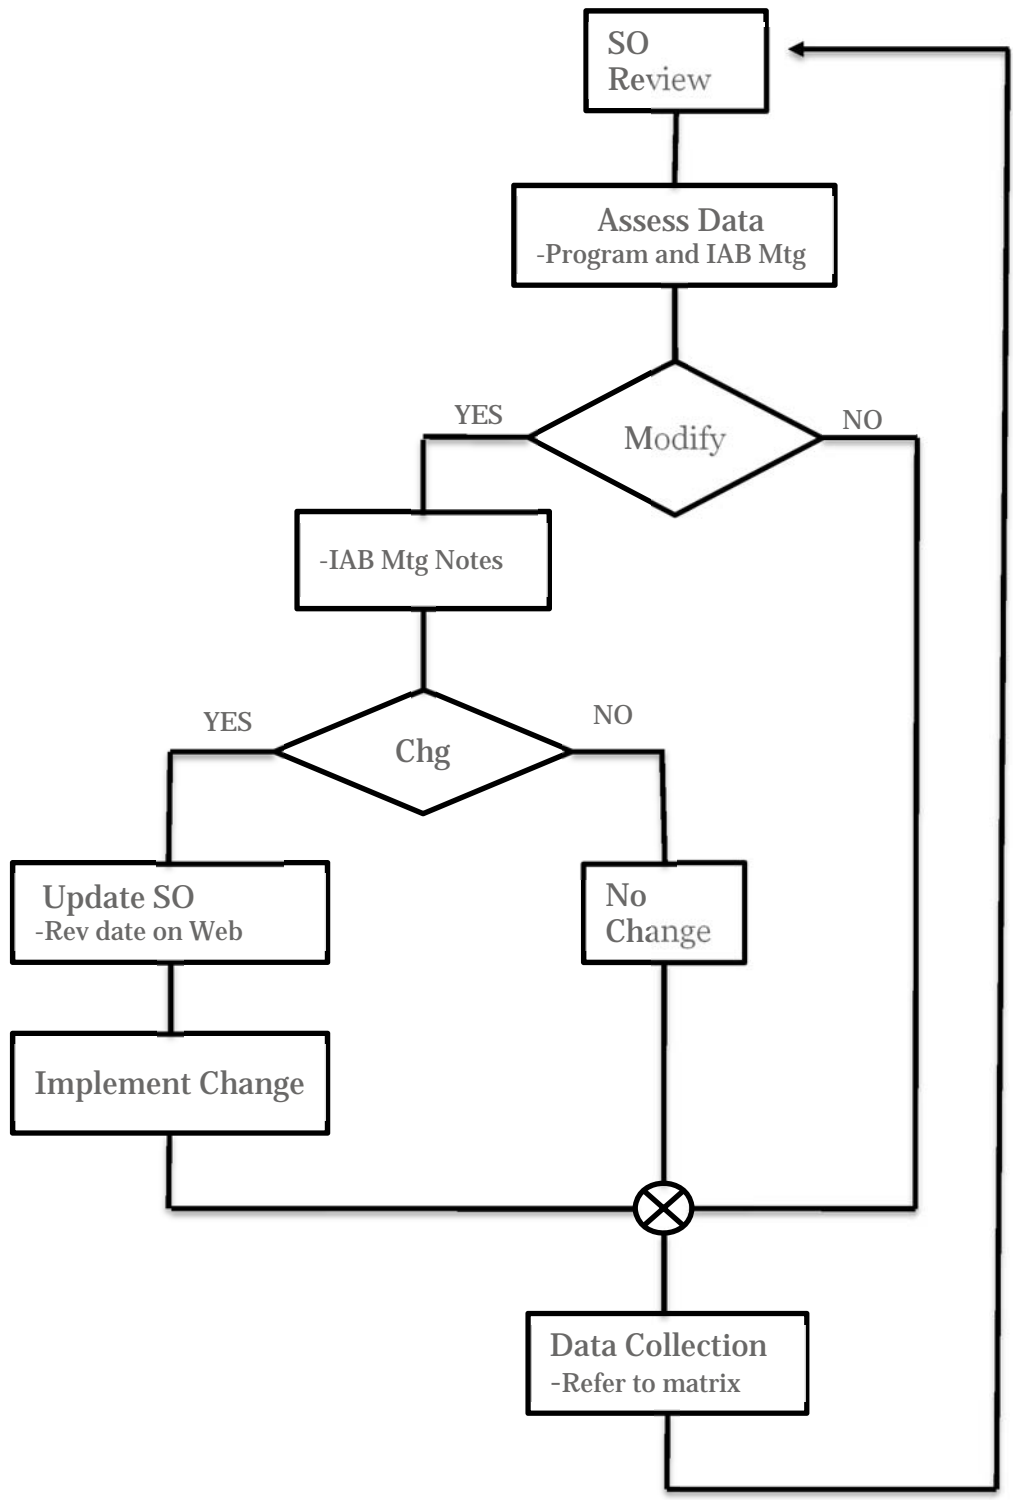 SO
Review
Assess Data
-Program and IAB Mtg
YES
NO
Modify
-IAB Mtg Notes
YES
NO
Chg
Update SO
-Rev date on Web
No
Change
Implement Change
Data Collection
-Refer to matrix